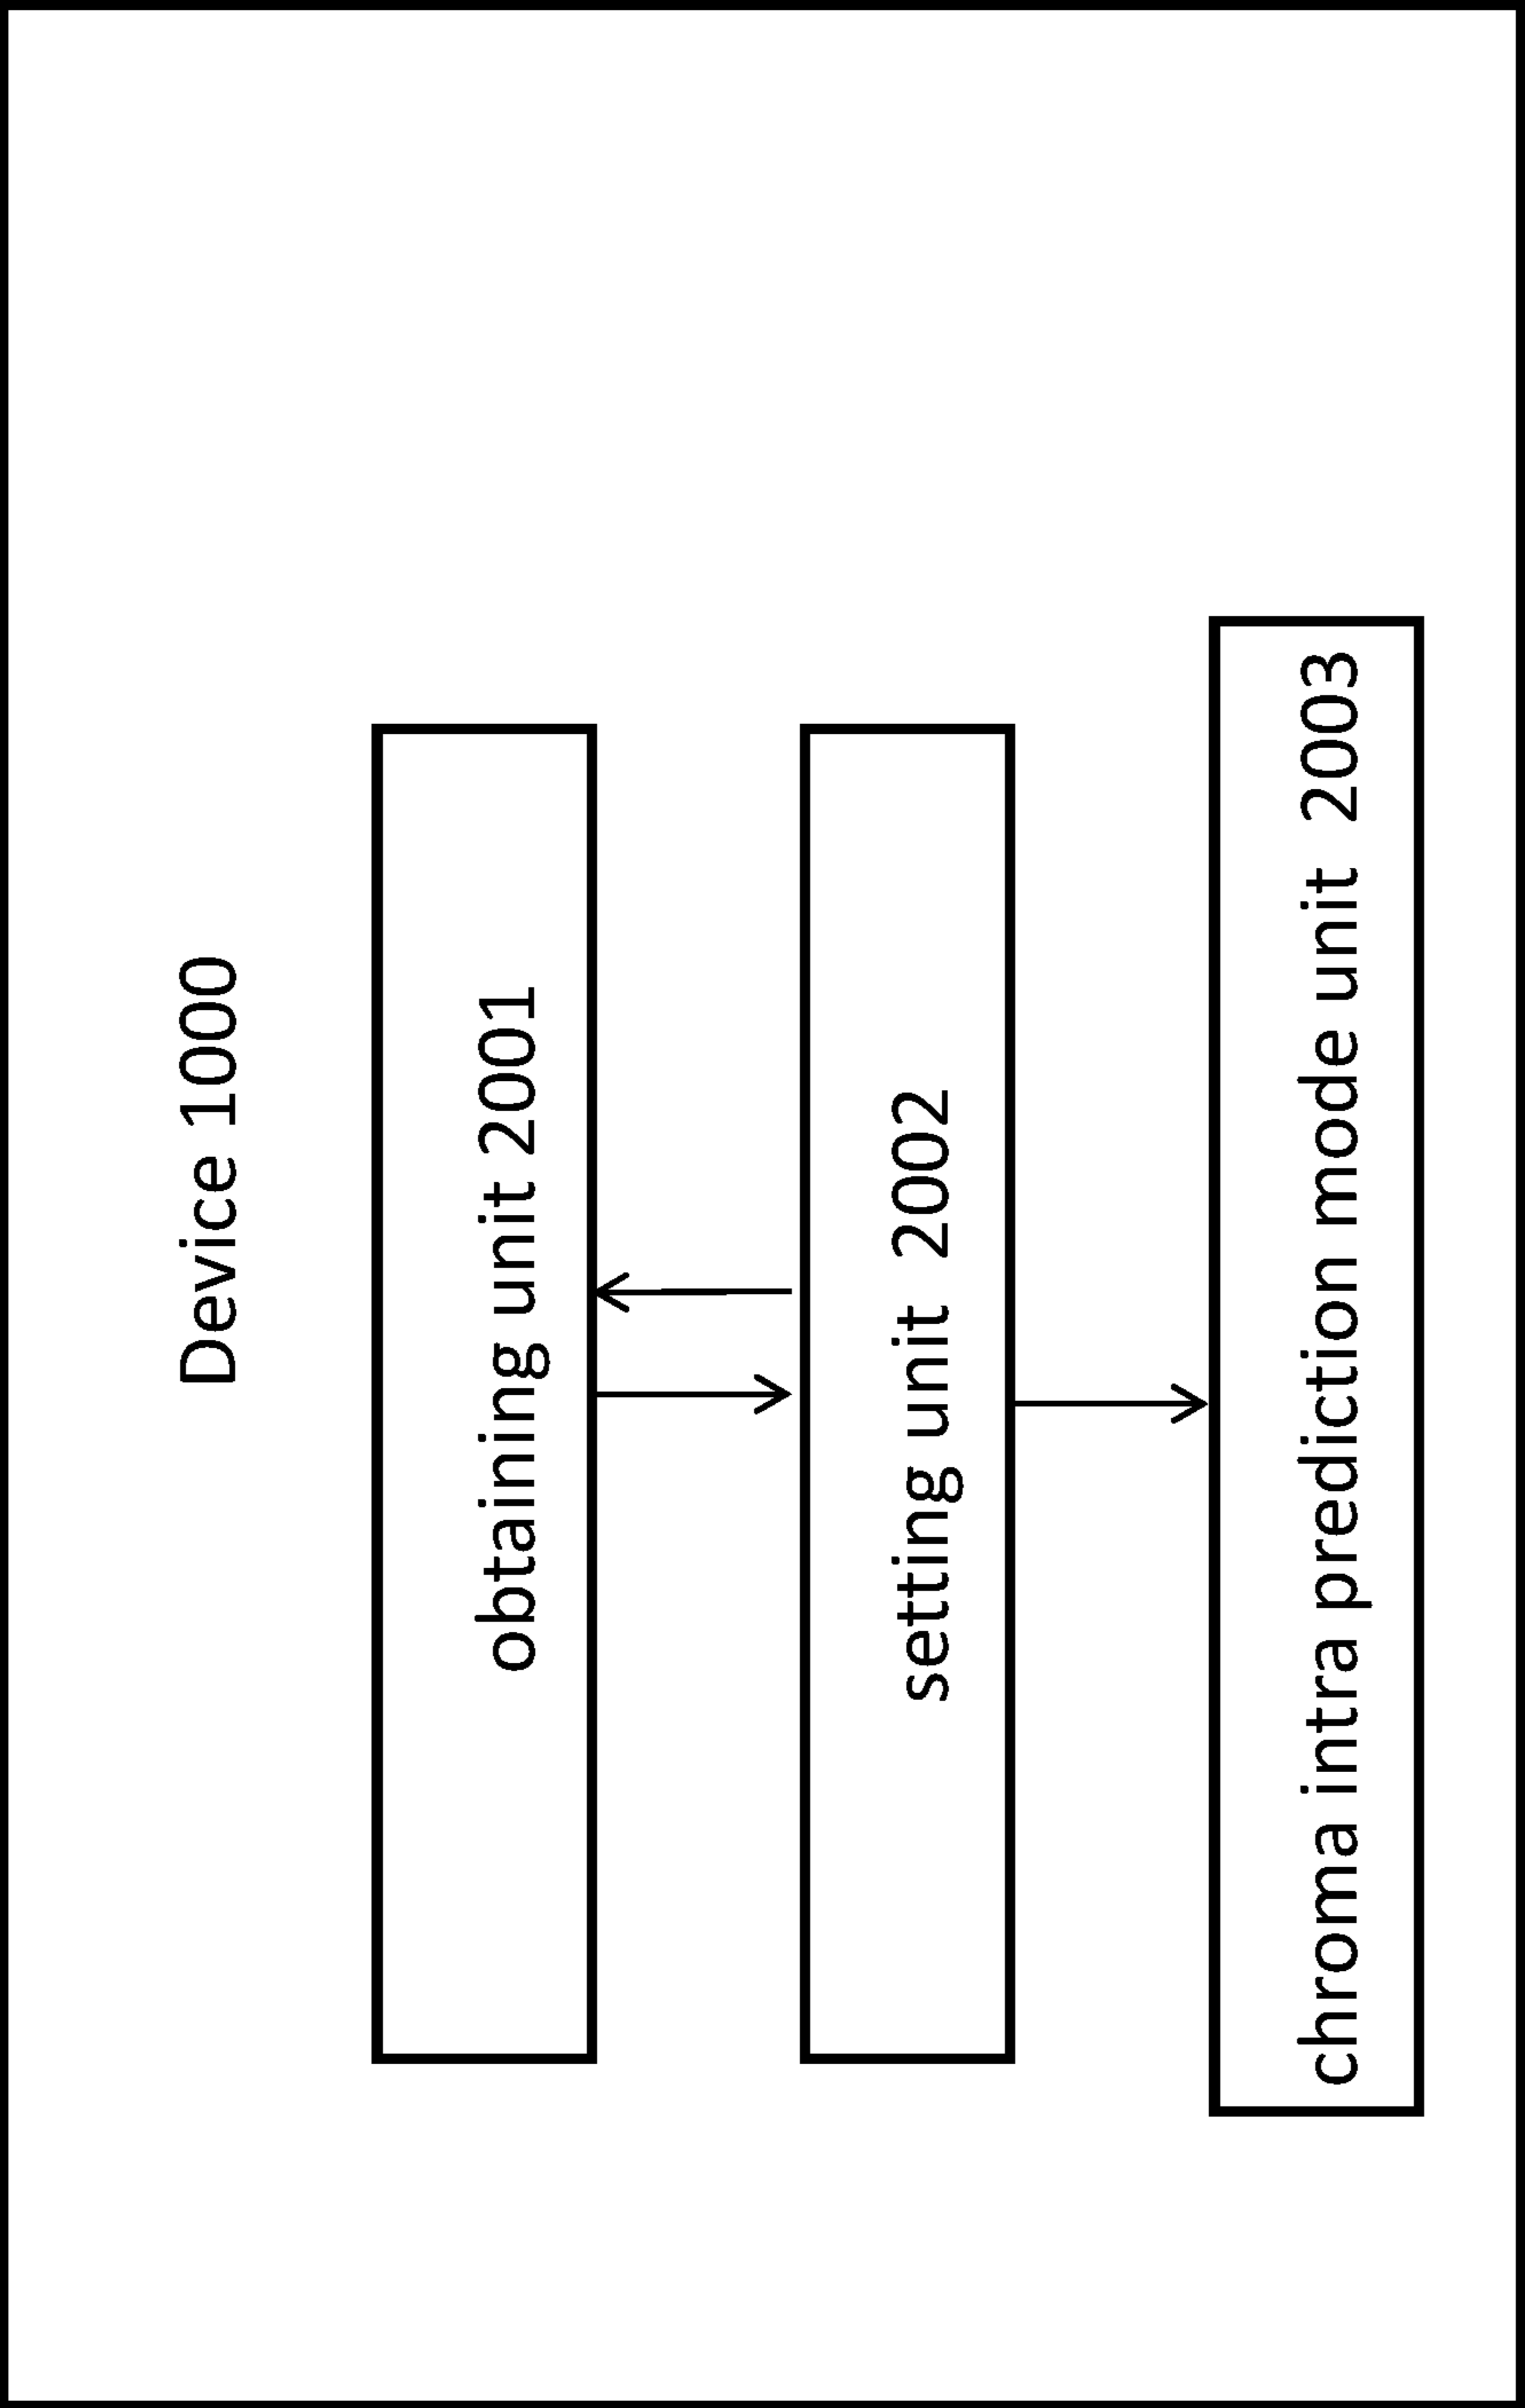 Device 1000
obtaining unit 2001
setting unit 2002
chroma intra prediction mode unit 2003